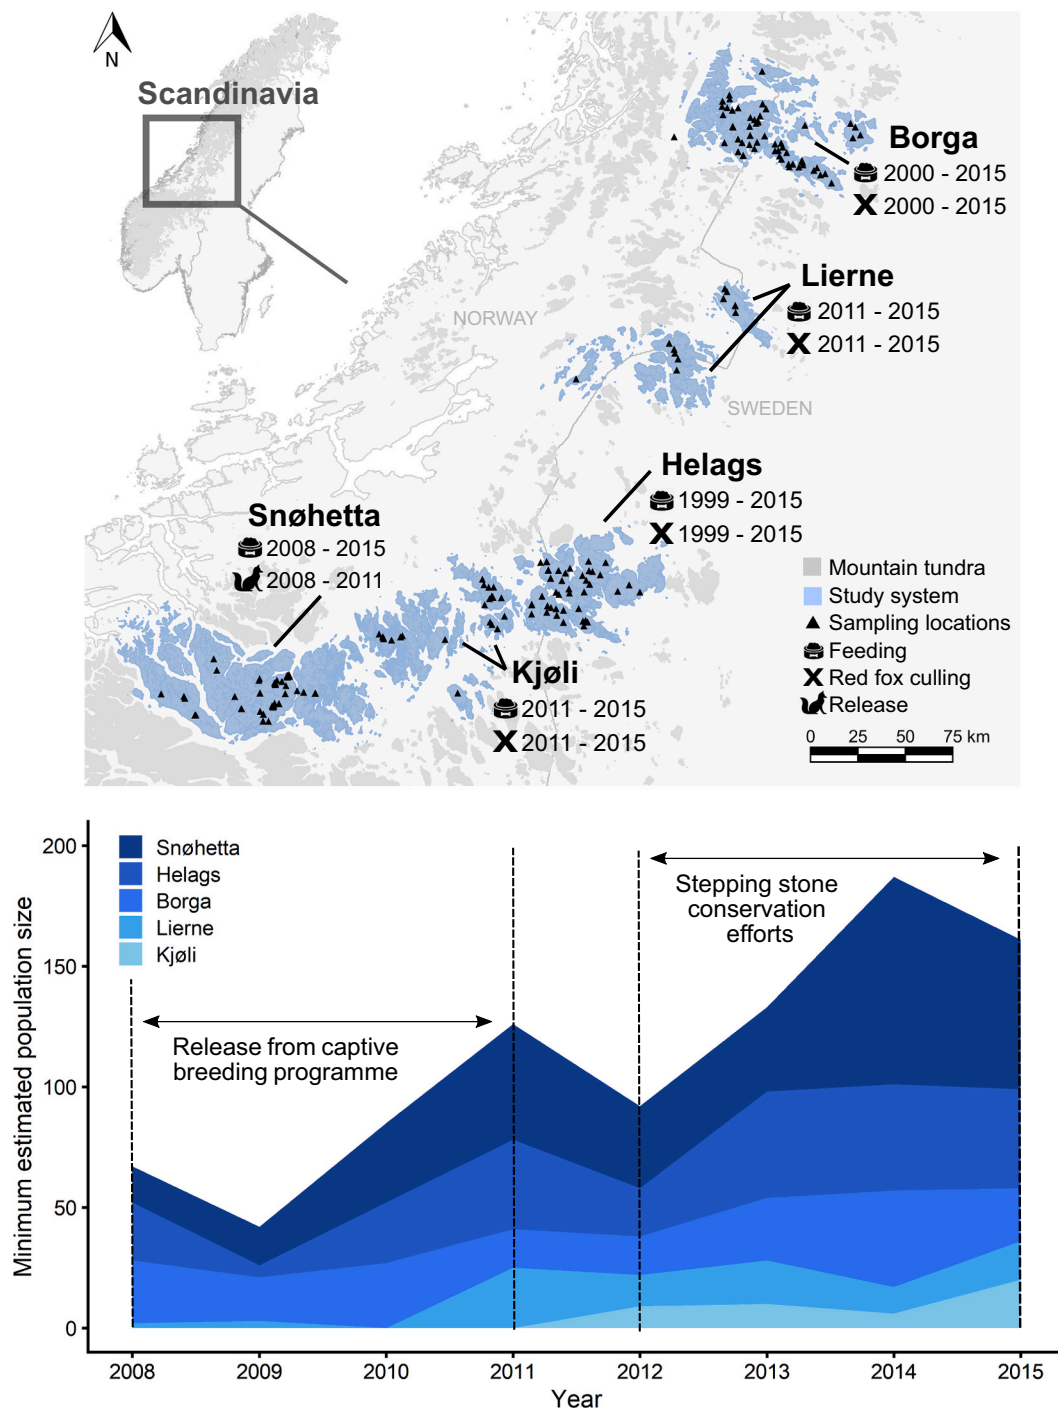 N
Scandinavia
NORWAY
SWEDEN
Borga
2000 - 2015
2000 - 2015
Lierne
2011 - 2015
2011 - 2015
Helags
1999 - 2015
1999 - 2015
Snøhetta
2008 - 2015
2008 - 2011
Kjøli
2011 - 2015
2011 - 2015
Mountain tundra
Study system
Sampling locations
Feeding
Red fox culling
Release
0 25 50 75 km
Minimum estimated population size
200
150
100
50
0
Snøhetta
Helags
Borga
Lierne
Kjøli
Release from captive
breeding programme
Stepping stone
conservation
efforts
2008 2009 2010 2011 2012 2013 2014 2015
Year